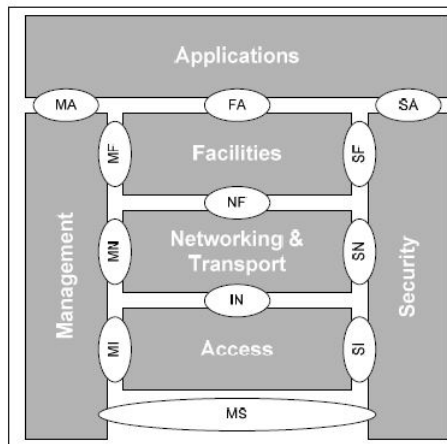 Applications
MA
FA
SA
MF
Facilities
SF
NF
Management
MN
Networking &
Transport
SN
Security
IN
MI
Access
SI
MS